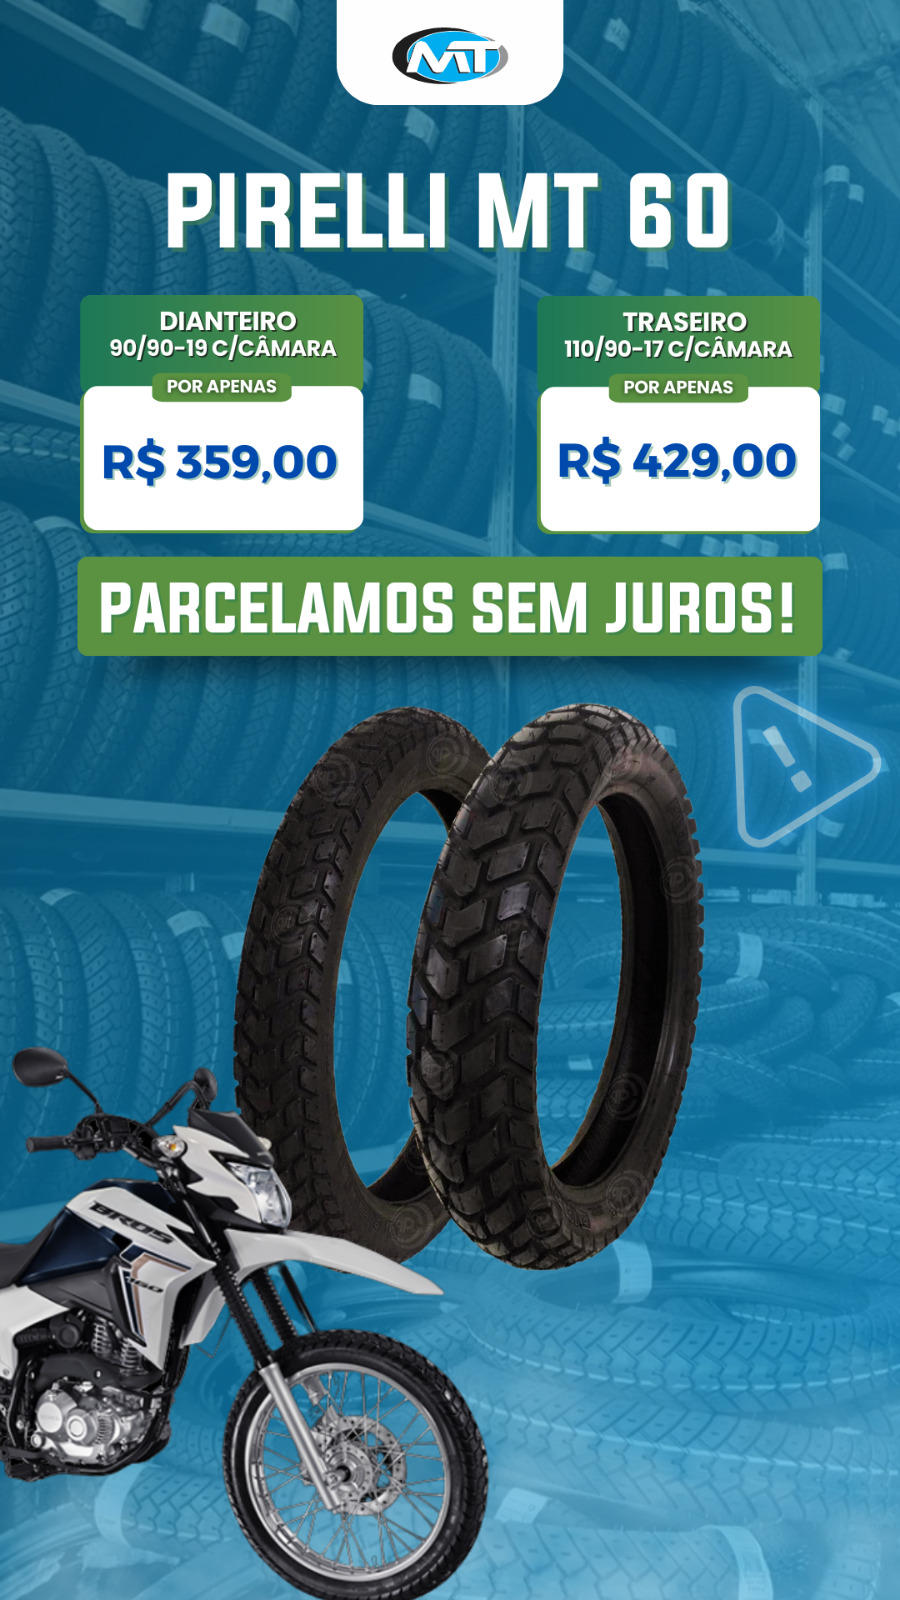 MT
PIRELLI MT 60
DIANTEIRO
90/90-19 C/CÂMARA
POR APENAS
R$ 359,00
TRASEIRO
110/90-17 C/CÂMARA
POR APENAS
R$ 429,00
PARCELAMOS SEM JUROS!
BROS
160